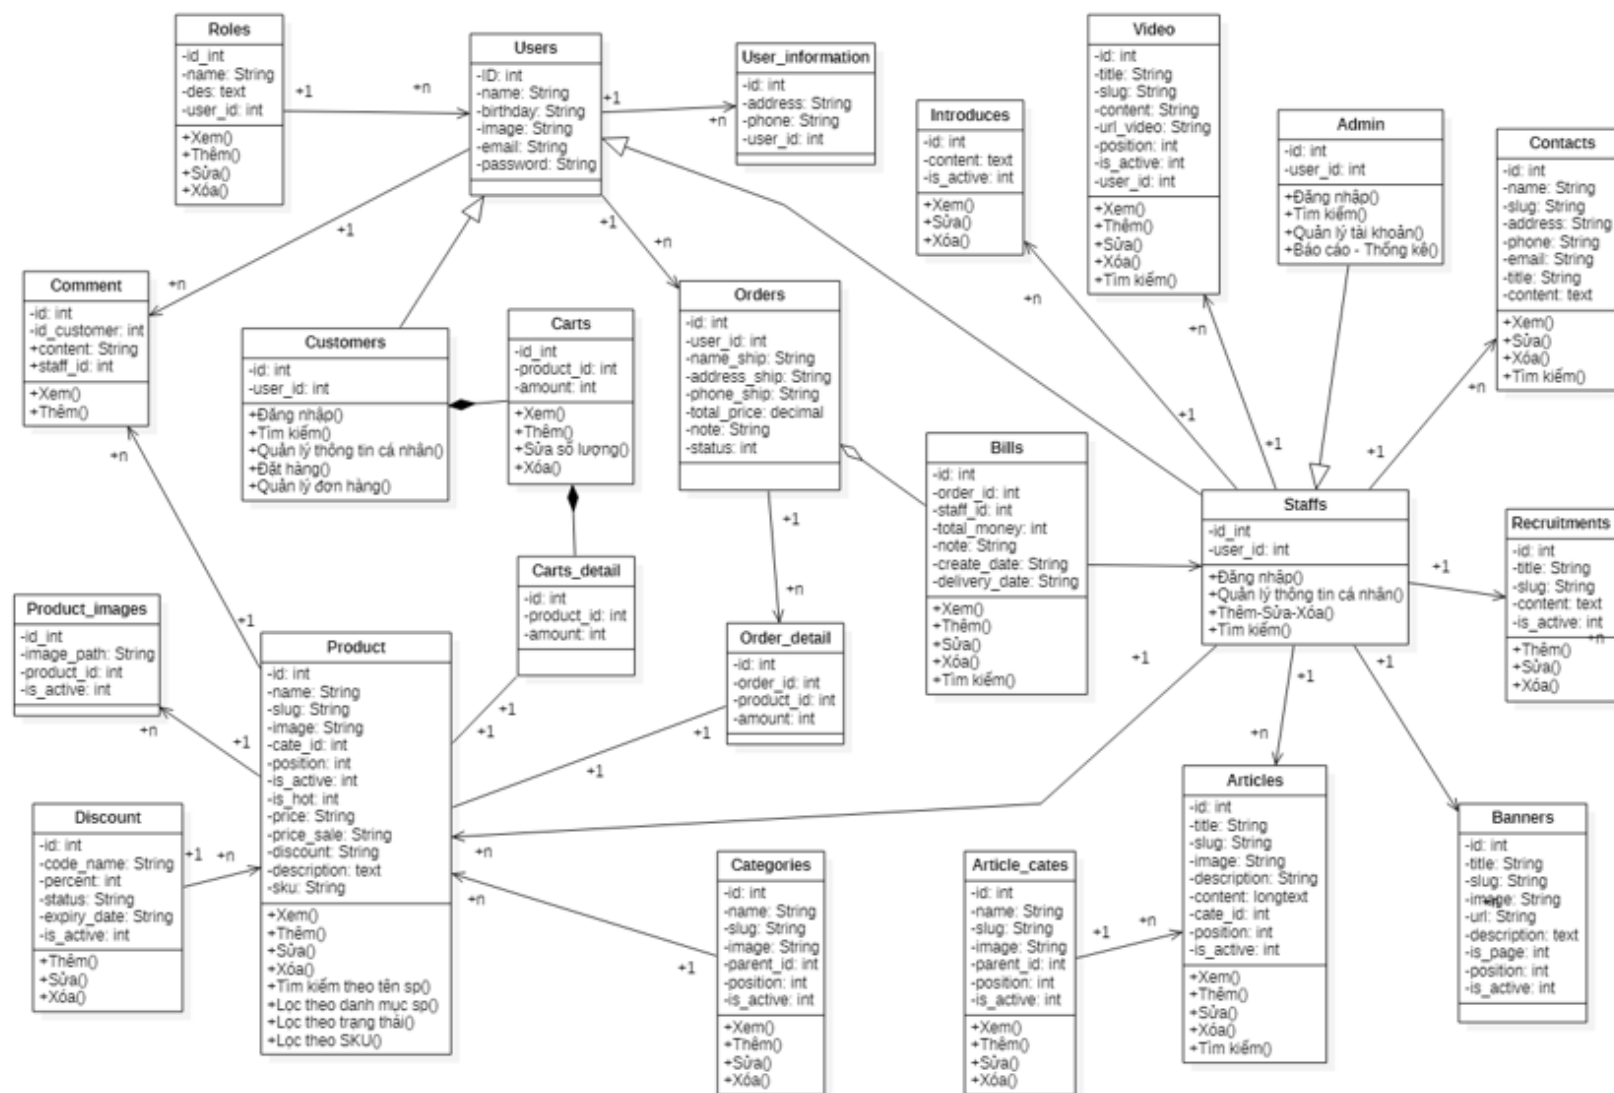 Roles
-id_int
-name: String
-des: text
-user_id: int
+Xem()
+Thêm()
+Sửa()
+Xóa()
+1
+n
Users
-ID: int
-name: String
-birthday: String
-image: String
-email: String
-password: String
+1
+n
User_information
-id: int
-address: String
-phone: String
-user_id: int
Introduces
-id: int
-content: text
-is_active: int
+Xem()
+Sửa()
+Xóa()
+n
Video
-id: int
-title: String
-slug: String
-content: String
-url_video: String
-position: int
-is_active: int
-user_id: int
+Xem()
+Thêm()
+Sửa()
+Xóa()
+Tìm kiếm()
+n
Admin
-id: int
-user_id: int
+Đăng nhập()
+Tìm kiếm()
+Quản lý tài khoản()
+Báo cáo - Thống kê()
Contacts
-id: int
-name: String
-slug: String
-address: String
-phone: String
-email: String
-title: String
-content: text
+Xem()
+Sửa()
+Xóa()
+Tìm kiếm()
+n
+1
+1
+n
Comment
-id: int
-id_customer: int
+content: String
+staff_id: int
+Xem()
+Thêm()
+n
+n
Customers
-id: int
-user_id: int
+Đăng nhập()
+Tìm kiếm()
+Quản lý thông tin cá nhân()
+Đặt hàng()
+Quản lý đơn hàng()
Carts
-id_int
-product_id: int
-amount: int
+Xem()
+Thêm()
+Sửa số lượng()
+Xóa()
Orders
-id: int
-user_id: int
-name_ship: String
-address_ship: String
-phone_ship: String
-total_price: decimal
-note: String
-status: int
+1
+n
Bills
-id: int
-order_id: int
-staff_id: int
-total_money: int
-note: String
-create_date: String
-delivery_date: String
+Xem()
+Thêm()
+Sửa()
+Xóa()
+Tìm kiếm()
+1
+1
+1
Staffs
-id_int
-user_id: int
+Đăng nhập()
+Quản lý thông tin cá nhân()
+Thêm-Sửa-Xóa()
+Tìm kiếm()
+1
+1
+1
+1
Recruitments
-id: int
-title: String
-slug: String
-content: text
-is_active: int
+n
+Thêm()
+Sửa()
+Xóa()
Carts_detail
-id: int
-product_id: int
-amount: int
+1
+1
Order_detail
-id: int
-order_id: int
-product_id: int
-amount: int
+1
+1
Product_images
-id_int
-image_path: String
-product_id: int
-is_active: int
+n
+1
+1
Product
-id: int
-name: String
-slug: String
-image: String
-cate_id: int
-position: int
-is_active: int
-is_hot: int
-price: String
-price_sale: String
-discount: String
-description: text
-sku: String
+Xem()
+Thêm()
+Sửa()
+Xóa()
+Tìm kiếm theo tên sp()
+Lọc theo danh mục sp()
+Lọc theo trạng thái()
+Lọc theo SKU()
+n
+n
Discount
-id: int
-code_name: String
-percent: int
-status: String
-expiry_date: String
-is_active: int
+Thêm()
+Sửa()
+Xóa()
+1
+n
Categories
-id: int
-name: String
-slug: String
-image: String
-parent_id: int
-position: int
-is_active: int
+Xem()
+Thêm()
+Sửa()
+Xóa()
+1
Article_cates
-id: int
-name: String
-slug: String
-image: String
-parent_id: int
-position: int
-is_active: int
+Xem()
+Thêm()
+Sửa()
+Xóa()
+1
+n
+n
Articles
-id: int
-title: String
-slug: String
-image: String
-description: String
-content: longtext
-cate_id: int
-position: int
-is_active: int
+Xem()
+Thêm()
+Sửa()
+Xóa()
+Tìm kiếm()
Banners
-id: int
-title: String
-slug: String
-image: String
+n
-url: String
-description: text
-is_page: int
-position: int
-is_active: int